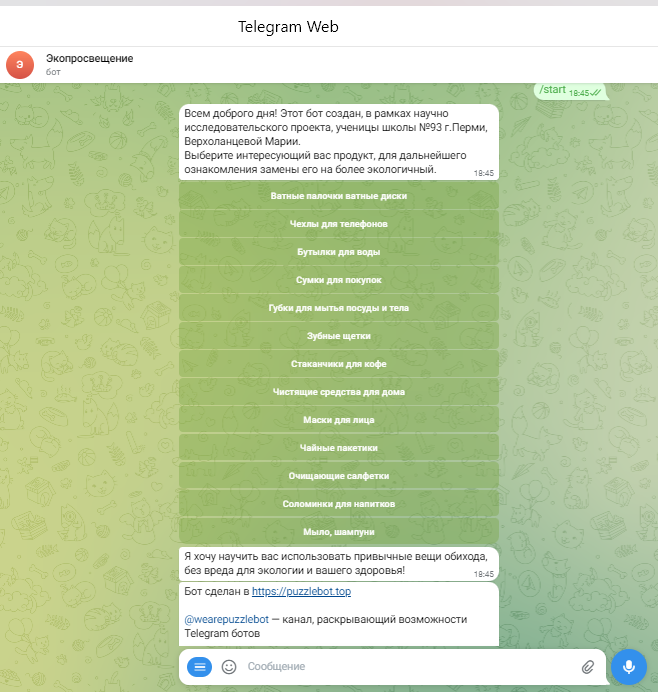 Telegram Web
Э
Экопросвещение
бот
/start 18:45
Всем доброго дня! Этот бот создан, в рамках научно
исследовательского проекта, ученицы школы №93 г.Перми,
Верхоланцевой Марии.
Выберите интересующий вас продукт, для дальнейшего
ознакомления замены его на более экологичный.
18:45
Ватные палочки ватные диски
Чехлы для телефонов
Бутылки для воды
Сумки для покупок
Губки для мытья посуды и тела
Зубные щетки
Стаканчики для кофе
Чистящие средства для дома
Маски для лица
Чайные пакетики
Очищающие салфетки
Соломинки для напитков
Мыло, шампуни
Я хочу научить вас использовать привычные вещи обихода,
без вреда для экологии и вашего здоровья!
18:45
Бот сделан в https://puzzlebot.top
@wearepuzzlebot — канал, раскрывающий возможности
Telegram ботов
Сообщение